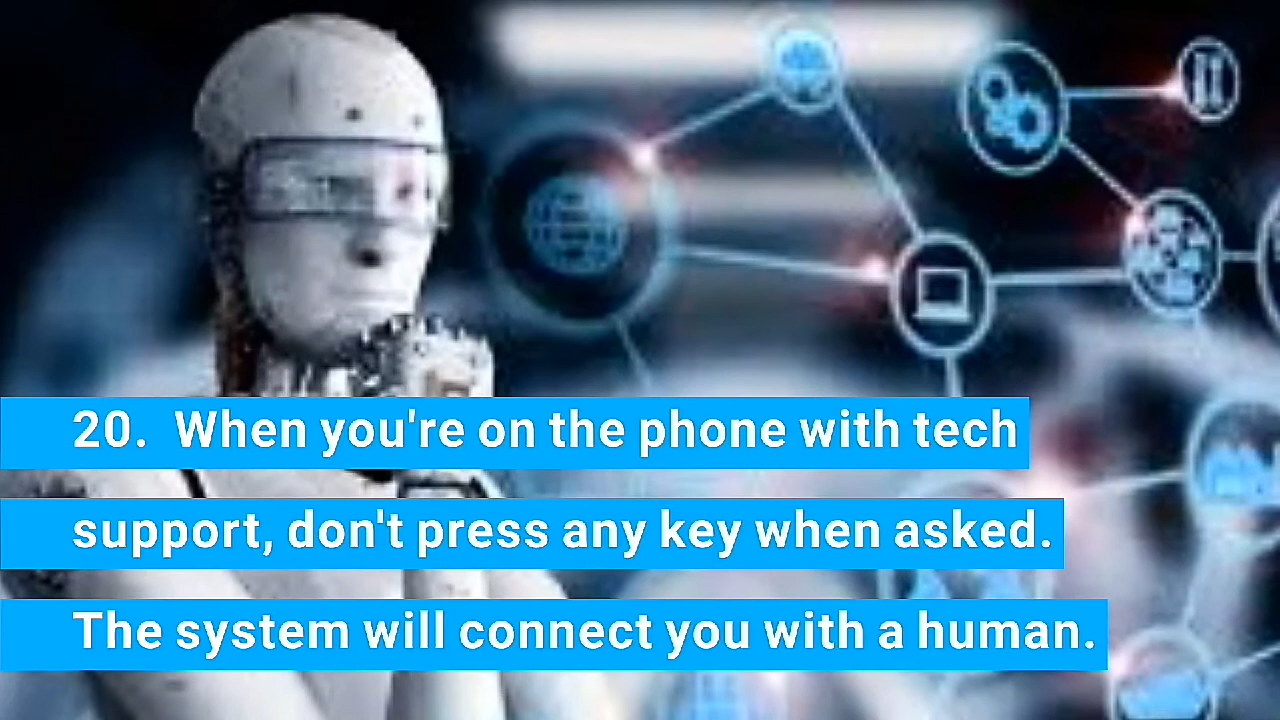 20. When you're on the phone with tech
support, don't press any key when asked.
The system will connect you with a human.